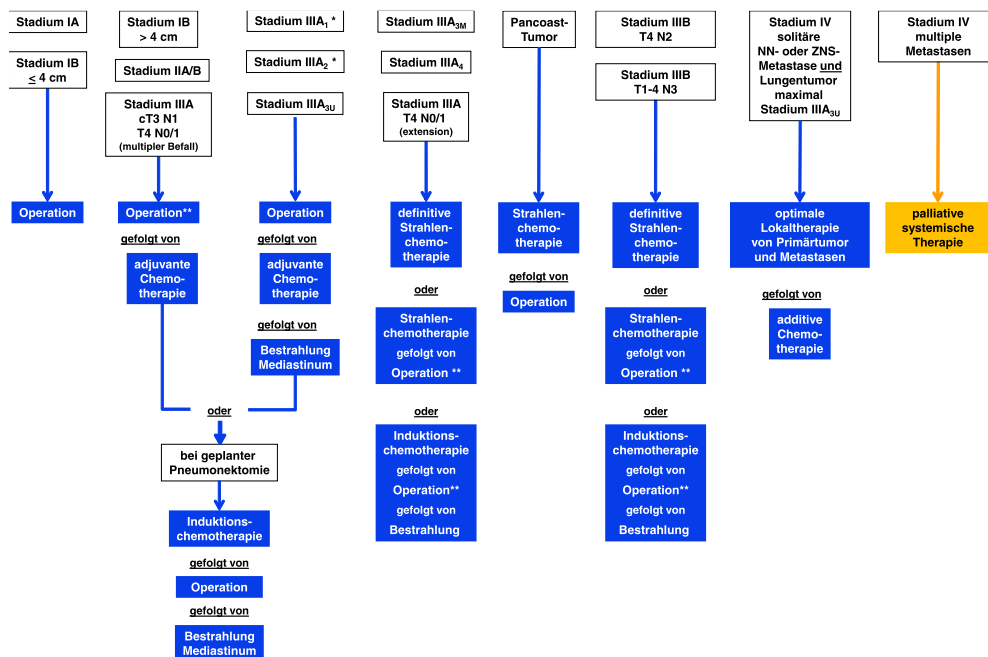 Stadium IA
Stadium IB
≤ 4 cm
Operation
Stadium IB
> 4 cm
Stadium IIA/B
Stadium IIIA
cT3 N1
T4 N0/1
(multipler Befall)
Operation**
gefolgt von
adjuvante
Chemo-
therapie
Stadium IIIA1 *
Stadium IIIA2 *
Stadium IIIA3U
Operation
gefolgt von
adjuvante
Chemo-
therapie
gefolgt von
Bestrahlung
Mediastinum
oder
bei geplanter
Pneumonektomie
Induktions-
chemotherapie
gefolgt von
Operation
gefolgt von
Bestrahlung
Mediastinum
Stadium IIIA3M
Stadium IIIA4
Stadium IIIA
T4 N0/1
(extension)
definitive
Strahlen-
chemo-
therapie
oder
Strahlen-
chemotherapie
gefolgt von
Operation **
oder
Induktions-
chemotherapie
gefolgt von
Operation**
gefolgt von
Bestrahlung
Pancoast-
Tumor
Strahlen-
chemo-
therapie
gefolgt von
Operation
Stadium IIIB
T4 N2
Stadium IIIB
T1-4 N3
definitive
Strahlen-
chemo-
therapie
oder
Strahlen-
chemotherapie
gefolgt von
Operation **
oder
Induktions-
chemotherapie
gefolgt von
Operation**
gefolgt von
Bestrahlung
Stadium IV
solitäre
NN- oder ZNS-
Metastase und
Lungentumor
maximal
Stadium IIIA3U
optimale
Lokaltherapie
von Primärtumor
und Metastasen
gefolgt von
additive
Chemo-
therapie
Stadium IV
multiple
Metastasen
palliative
systemische
Therapie